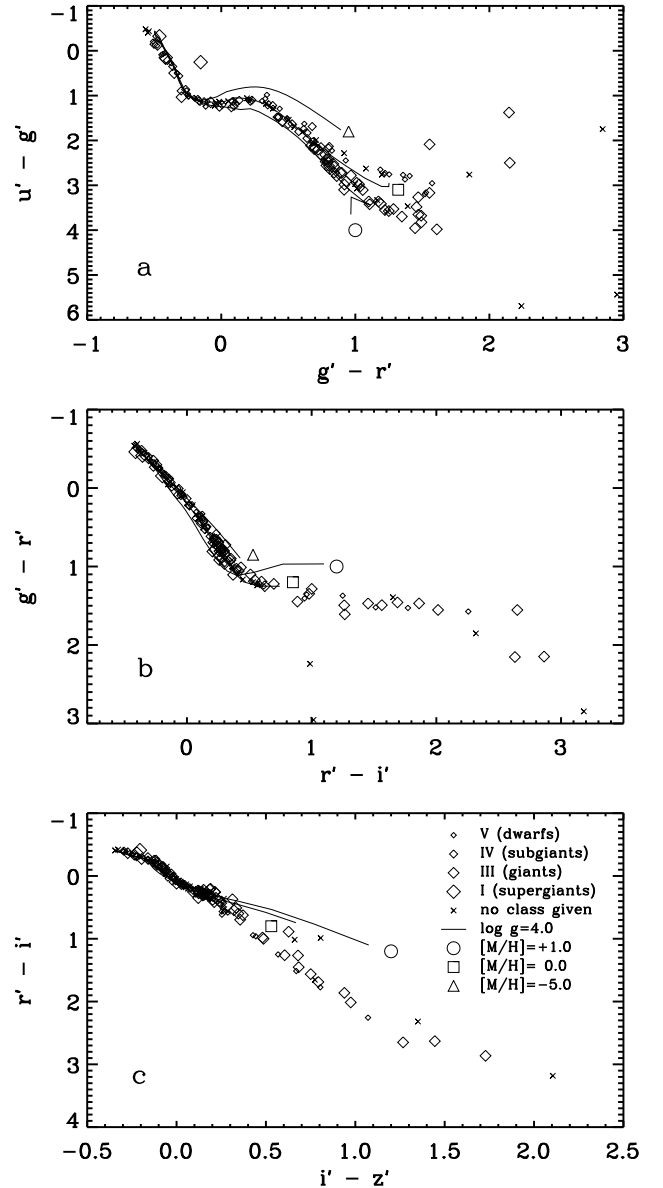 −1
0
1
2
3
4
5
6
u′ − g′
a
−1 0 1 2 3
g′ − r′
−1
0
1
2
3
g′ − r′
b
0 1 2 3
r′ − i′
−1
0
1
2
3
4
r′ − i′
V (dwarfs)
IV (subgiants)
III (giants)
I (supergiants)
no class given
log g=4.0
[M/H]=+1.0
[M/H]= 0.0
[M/H]=−5.0
c
−0.5 0.0 0.5 1.0 1.5 2.0 2.5
i′ − z′